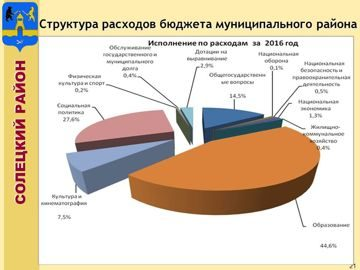 Структура расходов бюджета муниципального района
СОЛЕЦКИЙ РАЙОН
Исполнение по расходам за 2016 год
Обслуживание
государственного и
муниципального
долга
0,4%
Дотации на
выравнивание
2,9%
Национальная
оборона
0,1%
Национальная
безопасность и
правоохранительная
деятельность
0,5%
Общегосударственн
ые вопросы
14,5%
Физическая
культура и спорт
0,2%
Национальная
экономика
1,3%
Социальная
политика
27,6%
Жилищно-
коммунальное
хозяйство
0,4%
Культура и
кинематография
7,5%
Образование
44,6%
21